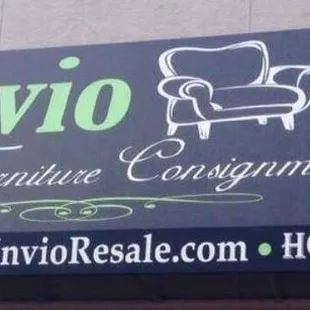 vio
rniture Consignm
InvioResale.com • H